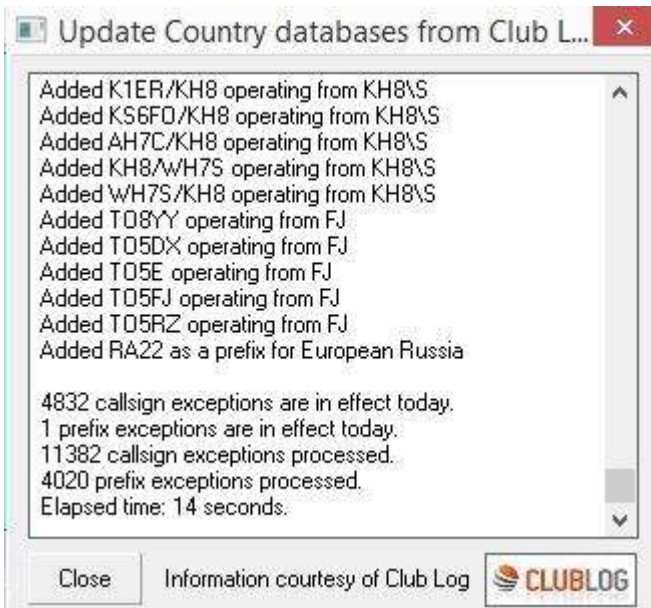 Update Country databases from Club L...
Added K1ER/KH8 operating from KH8\S
Added KS6FO/KH8 operating from KH8\S
Added AH7C/KH8 operating from KH8\S
Added KH8/WH7S operating from KH8\S
Added WH7S/KH8 operating from KH8\S
Added TO8YY operating from FJ
Added TO5DX operating from FJ
Added TO5E operating from FJ
Added TO5FJ operating from FJ
Added TO5RZ operating from FJ
Added RA22 as a prefix for European Russia
4832 callsign exceptions are in effect today.
1 prefix exceptions are in effect today.
11382 callsign exceptions processed.
4020 prefix exceptions processed.
Elapsed time: 14 seconds.
Close Information courtesy of Club Log CLUBLOG